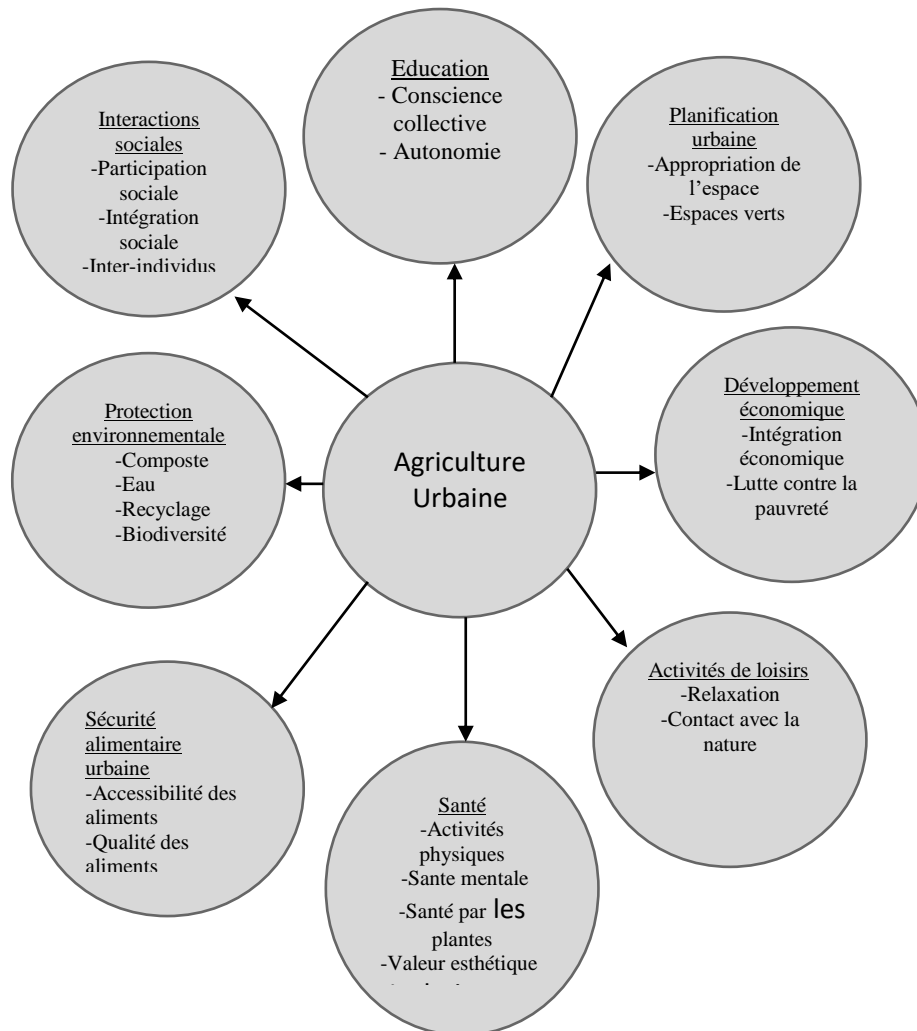 Education
- Conscience
collective
- Autonomie
Interactions
sociales
-Participation
sociale
-Intégration
sociale
-Inter-individus
Planification
urbaine
-Appropriation de
l’espace
-Espaces verts
Protection
environnementale
-Composte
-Eau
-Recyclage
-Biodiversité
Agriculture
Urbaine
Développement
économique
-Intégration
économique
-Lutte contre la
pauvreté
Sécurité
alimentaire
urbaine
-Accessibilité des
aliments
-Qualité des
aliments
Santé
-Activités
physiques
-Sante mentale
-Santé par les
plantes
-Valeur esthétique
Activités de loisirs
-Relaxation
-Contact avec la
nature